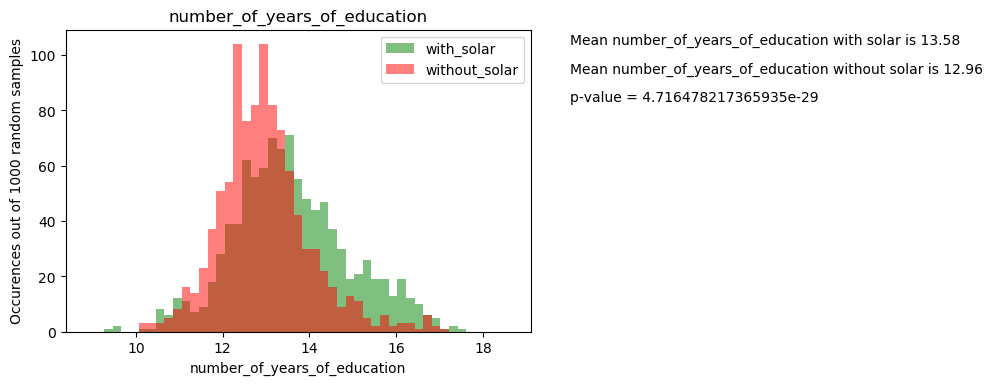 number_of_years_of_education
with_solar
without_solar
Occurences out of 1000 random samples
100
80
60
40
20
0
10
12
14
16
18
number_of_years_of_education
Mean number_of_years_of_education with solar is 13.58
Mean number_of_years_of_education without solar is 12.96
p-value = 4.716478217365935e-29